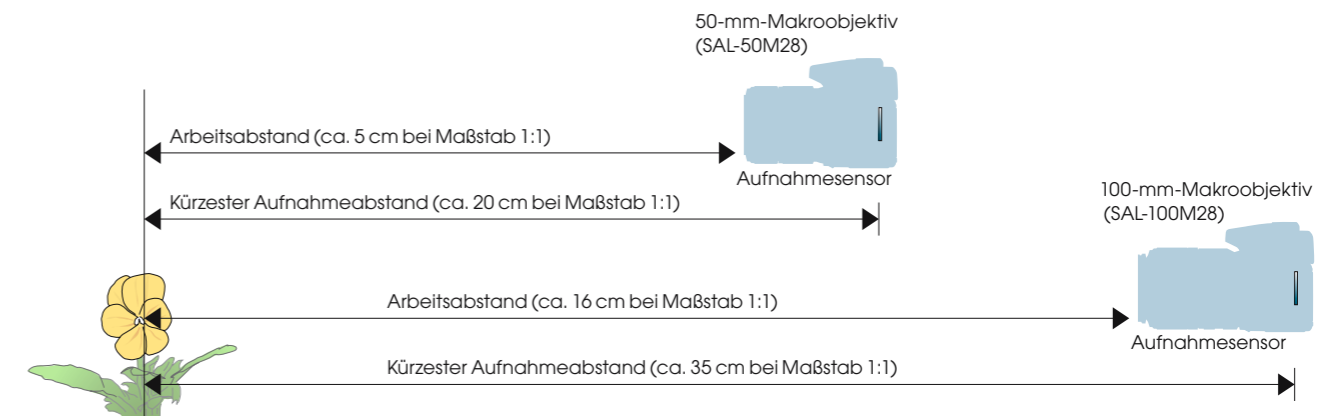 50-mm-Makroobjektiv
(SAL-50M28)
Arbeitsabstand (ca. 5 cm bei Maßstab 1:1)
Aufnahmesensor
Kürzester Aufnahmeabstand (ca. 20 cm bei Maßstab 1:1)
100-mm-Makroobjektiv
(SAL-100M28)
Arbeitsabstand (ca. 16 cm bei Maßstab 1:1)
Aufnahmesensor
Kürzester Aufnahmeabstand (ca. 35 cm bei Maßstab 1:1)